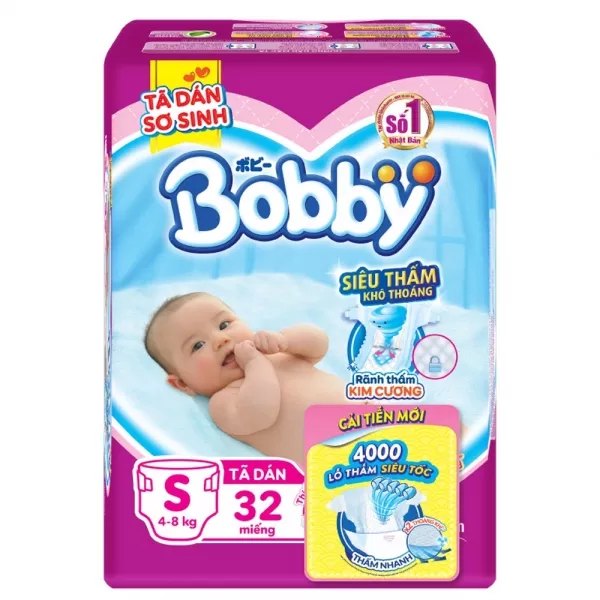 TÃ DÁN
SƠ SINH
Số 1
Nhật Bản
ボビー
Bobby
SIÊU THẤM
KHÔ THOÁNG
Rãnh thấm
KIM CƯƠNG
CẢI TIẾN MỚI
4000
LỖ THẤM SIÊU TỐC
THẤM NHANH
S
4-8 kg
TÃ DÁN
32
miếng